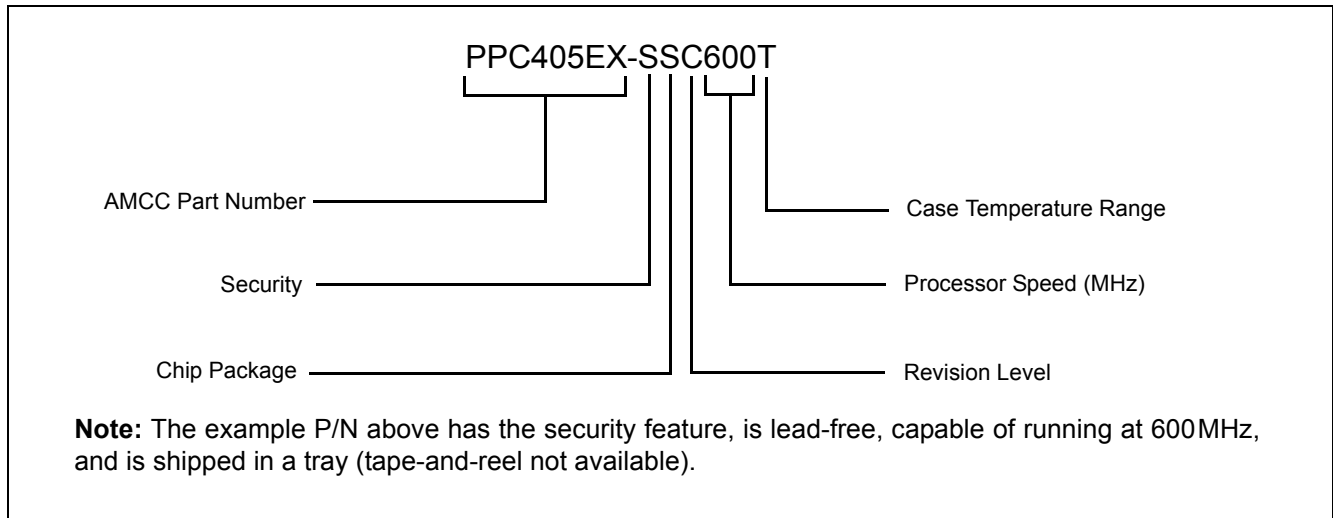 PPC405EX-SSC600T
AMCC Part Number
Case Temperature Range
Security
Processor Speed (MHz)
Chip Package
Revision Level
Note: The example P/N above has the security feature, is lead-free, capable of running at 600MHz,
and is shipped in a tray (tape-and-reel not available).